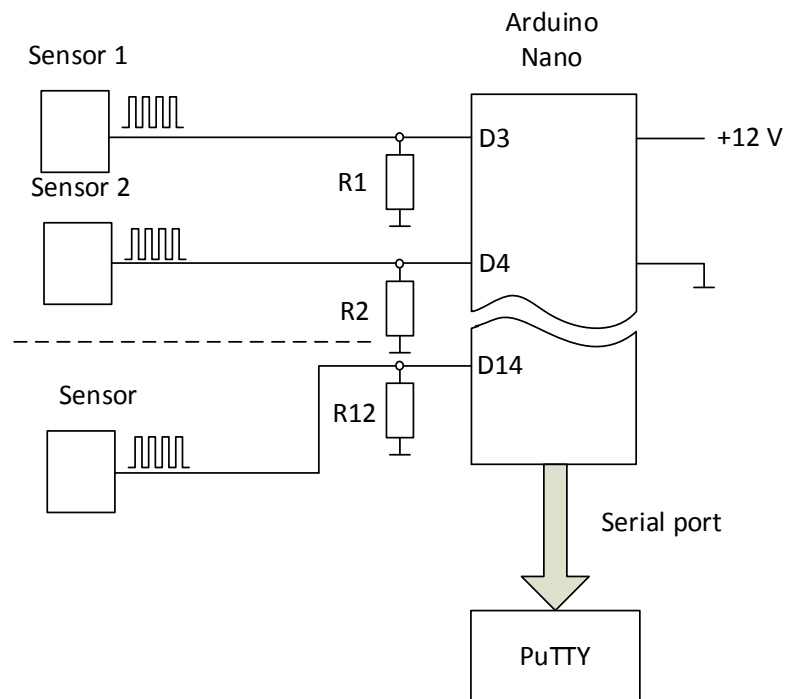 Arduino
Nano
Sensor 1
D3
+12 V
R1
Sensor 2
D4
R2
D14
Sensor
R12
Serial port
PuTTY